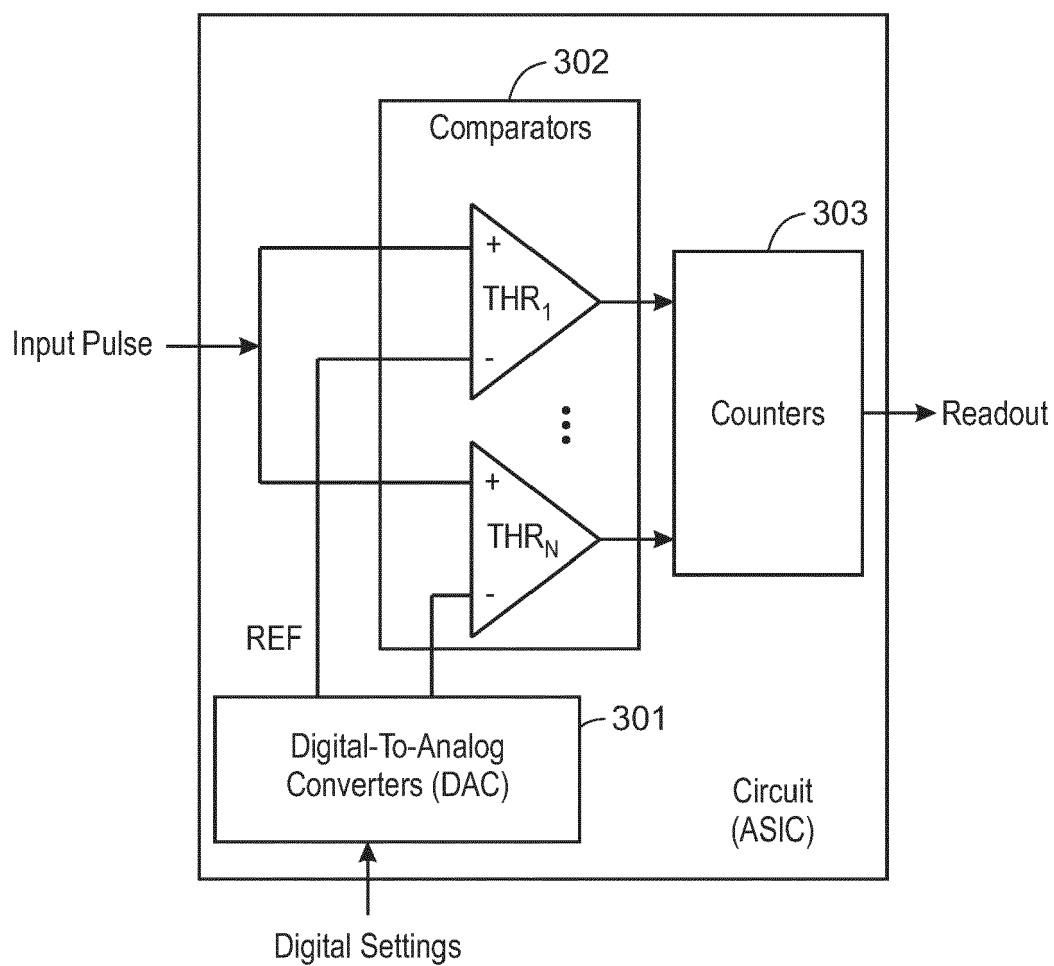 302
Comparators
303
+
THR1
-
Input Pulse
Counters
Readout
+
THRN
-
REF
301
Digital-To-Analog
Converters (DAC)
Circuit
(ASIC)
Digital Settings